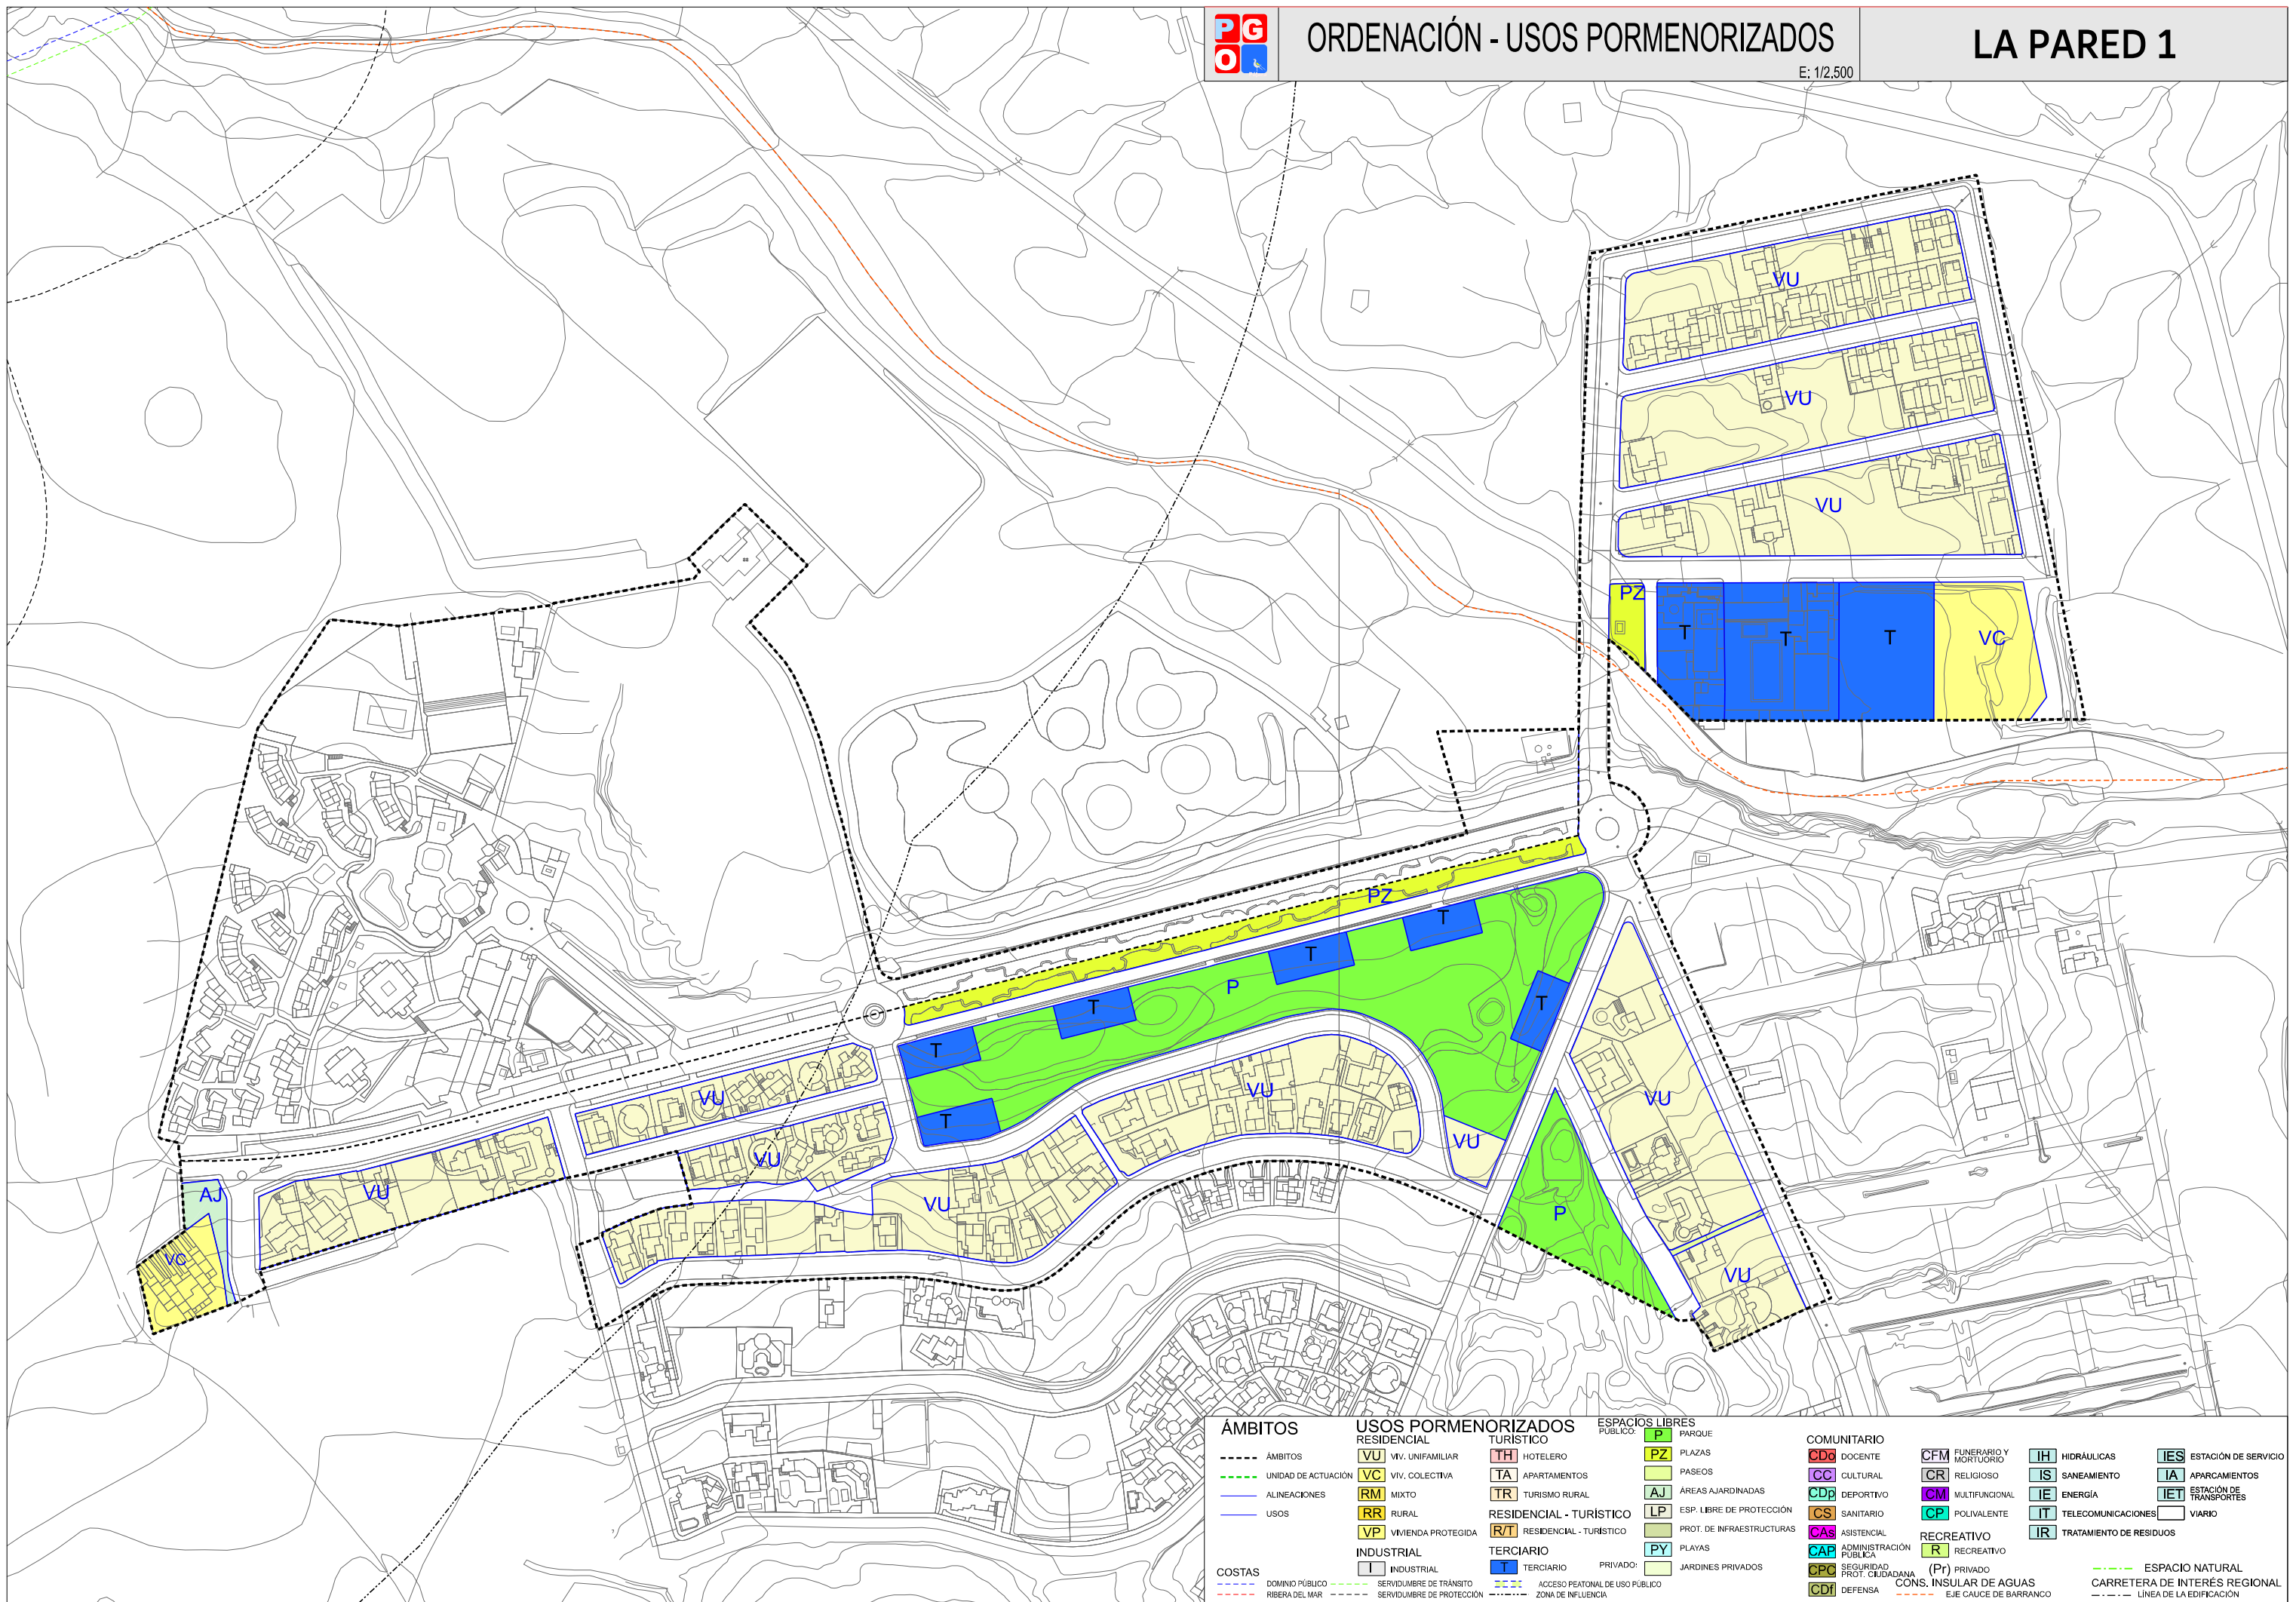 PG
O
ORDENACIÓN - USOS PORMENORIZADOS
E: 1/2.500
LA PARED 1
VU
VU
VU
PZ
T
T
T
VC
PZ
T
T
P
T
T
T
T
VU
VU
VU
VU
VU
VU
VU
AJ
VU
P
VC
VU
ÁMBITOS
ÁMBITOS
UNIDAD DE ACTUACIÓN
ALINEACIONES
USOS
COSTAS
DOMINIO PÚBLICO
RIBERA DEL MAR
SERVIDUMBRE DE TRÁNSITO
SERVIDUMBRE DE PROTECCIÓN
ACCESO PEATONAL DE USO PÚBLICO
ZONA DE INFLUENCIA
USOS PORMENORIZADOS
RESIDENCIAL
VU VIV. UNIFAMILIAR
VC VIV. COLECTIVA
RM MIXTO
RR RURAL
VP VIVIENDA PROTEGIDA
INDUSTRIAL
I INDUSTRIAL
TURÍSTICO
TH HOTELERO
TA APARTAMENTOS
TR TURISMO RURAL
RESIDENCIAL - TURÍSTICO
R/T RESIDENCIAL - TURÍSTICO
TERCIARIO
T TERCIARIO
ESPACIOS LIBRES
PÚBLICO: P PARQUE
PZ PLAZAS
PASEOS
AJ ÁREAS AJARDINADAS
LP ESP. LIBRE DE PROTECCIÓN
PROT. DE INFRAESTRUCTURAS
PY PLAYAS
PRIVADO: JARDINES PRIVADOS
COMUNITARIO
CDo DOCENTE
CC CULTURAL
CDp DEPORTIVO
CS SANITARIO
CAs ASISTENCIAL
CAP ADMINISTRACIÓN
PÚBLICA
CPC SEGURIDAD
PROT. CIUDADANA
CDf DEFENSA
CFM FUNERARIO Y
MORTUORIO
CR RELIGIOSO
CM MULTIFUNCIONAL
CP POLIVALENTE
RECREATIVO
R RECREATIVO
(Pr) PRIVADO
CONS. INSULAR DE AGUAS
EJE CAUCE DE BARRANCO
IH HIDRÁULICAS
IS SANEAMIENTO
IE ENERGÍA
IT TELECOMUNICACIONES
IR TRATAMIENTO DE RESIDUOS
IES ESTACIÓN DE SERVICIO
IA APARCAMIENTOS
IET ESTACIÓN DE
TRANSPORTES
VIARIO
ESPACIO NATURAL
CARRETERA DE INTERÉS REGIONAL
LÍNEA DE LA EDIFICACIÓN